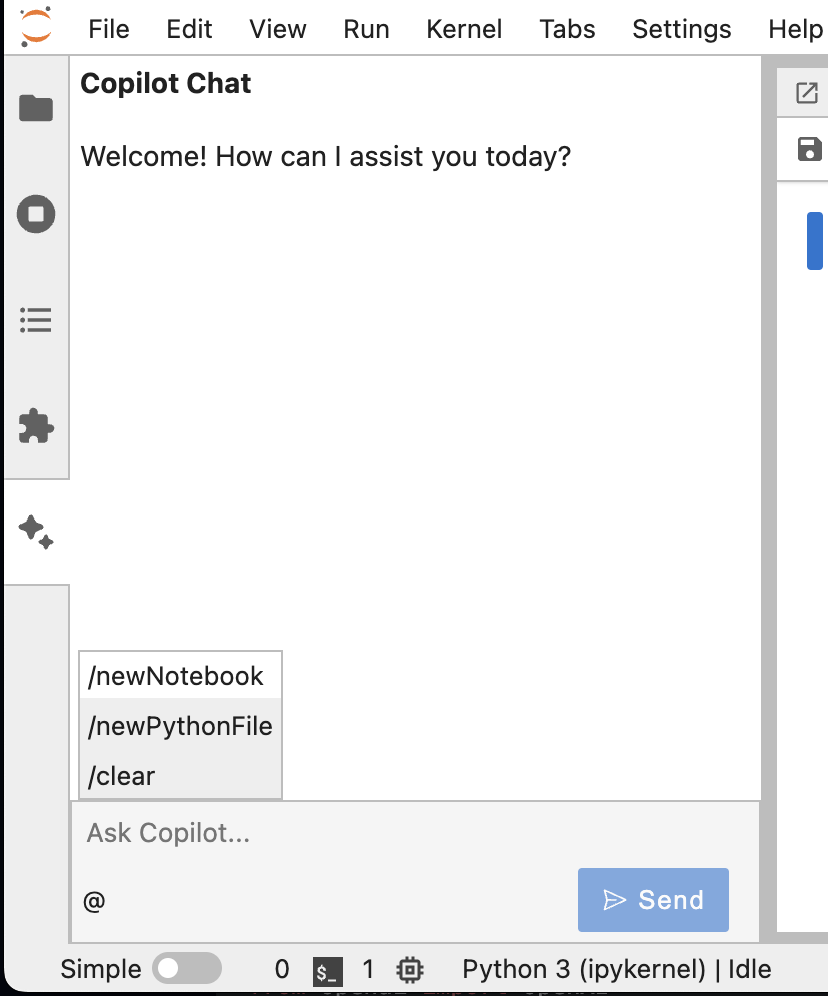 File Edit View Run Kernel Tabs Settings Help
Copilot Chat
Welcome! How can I assist you today?
/newNotebook
/newPythonFile
/clear
Ask Copilot...
@
Send
Simple 0 $_ 1 Python 3 (ipykernel) | Idle